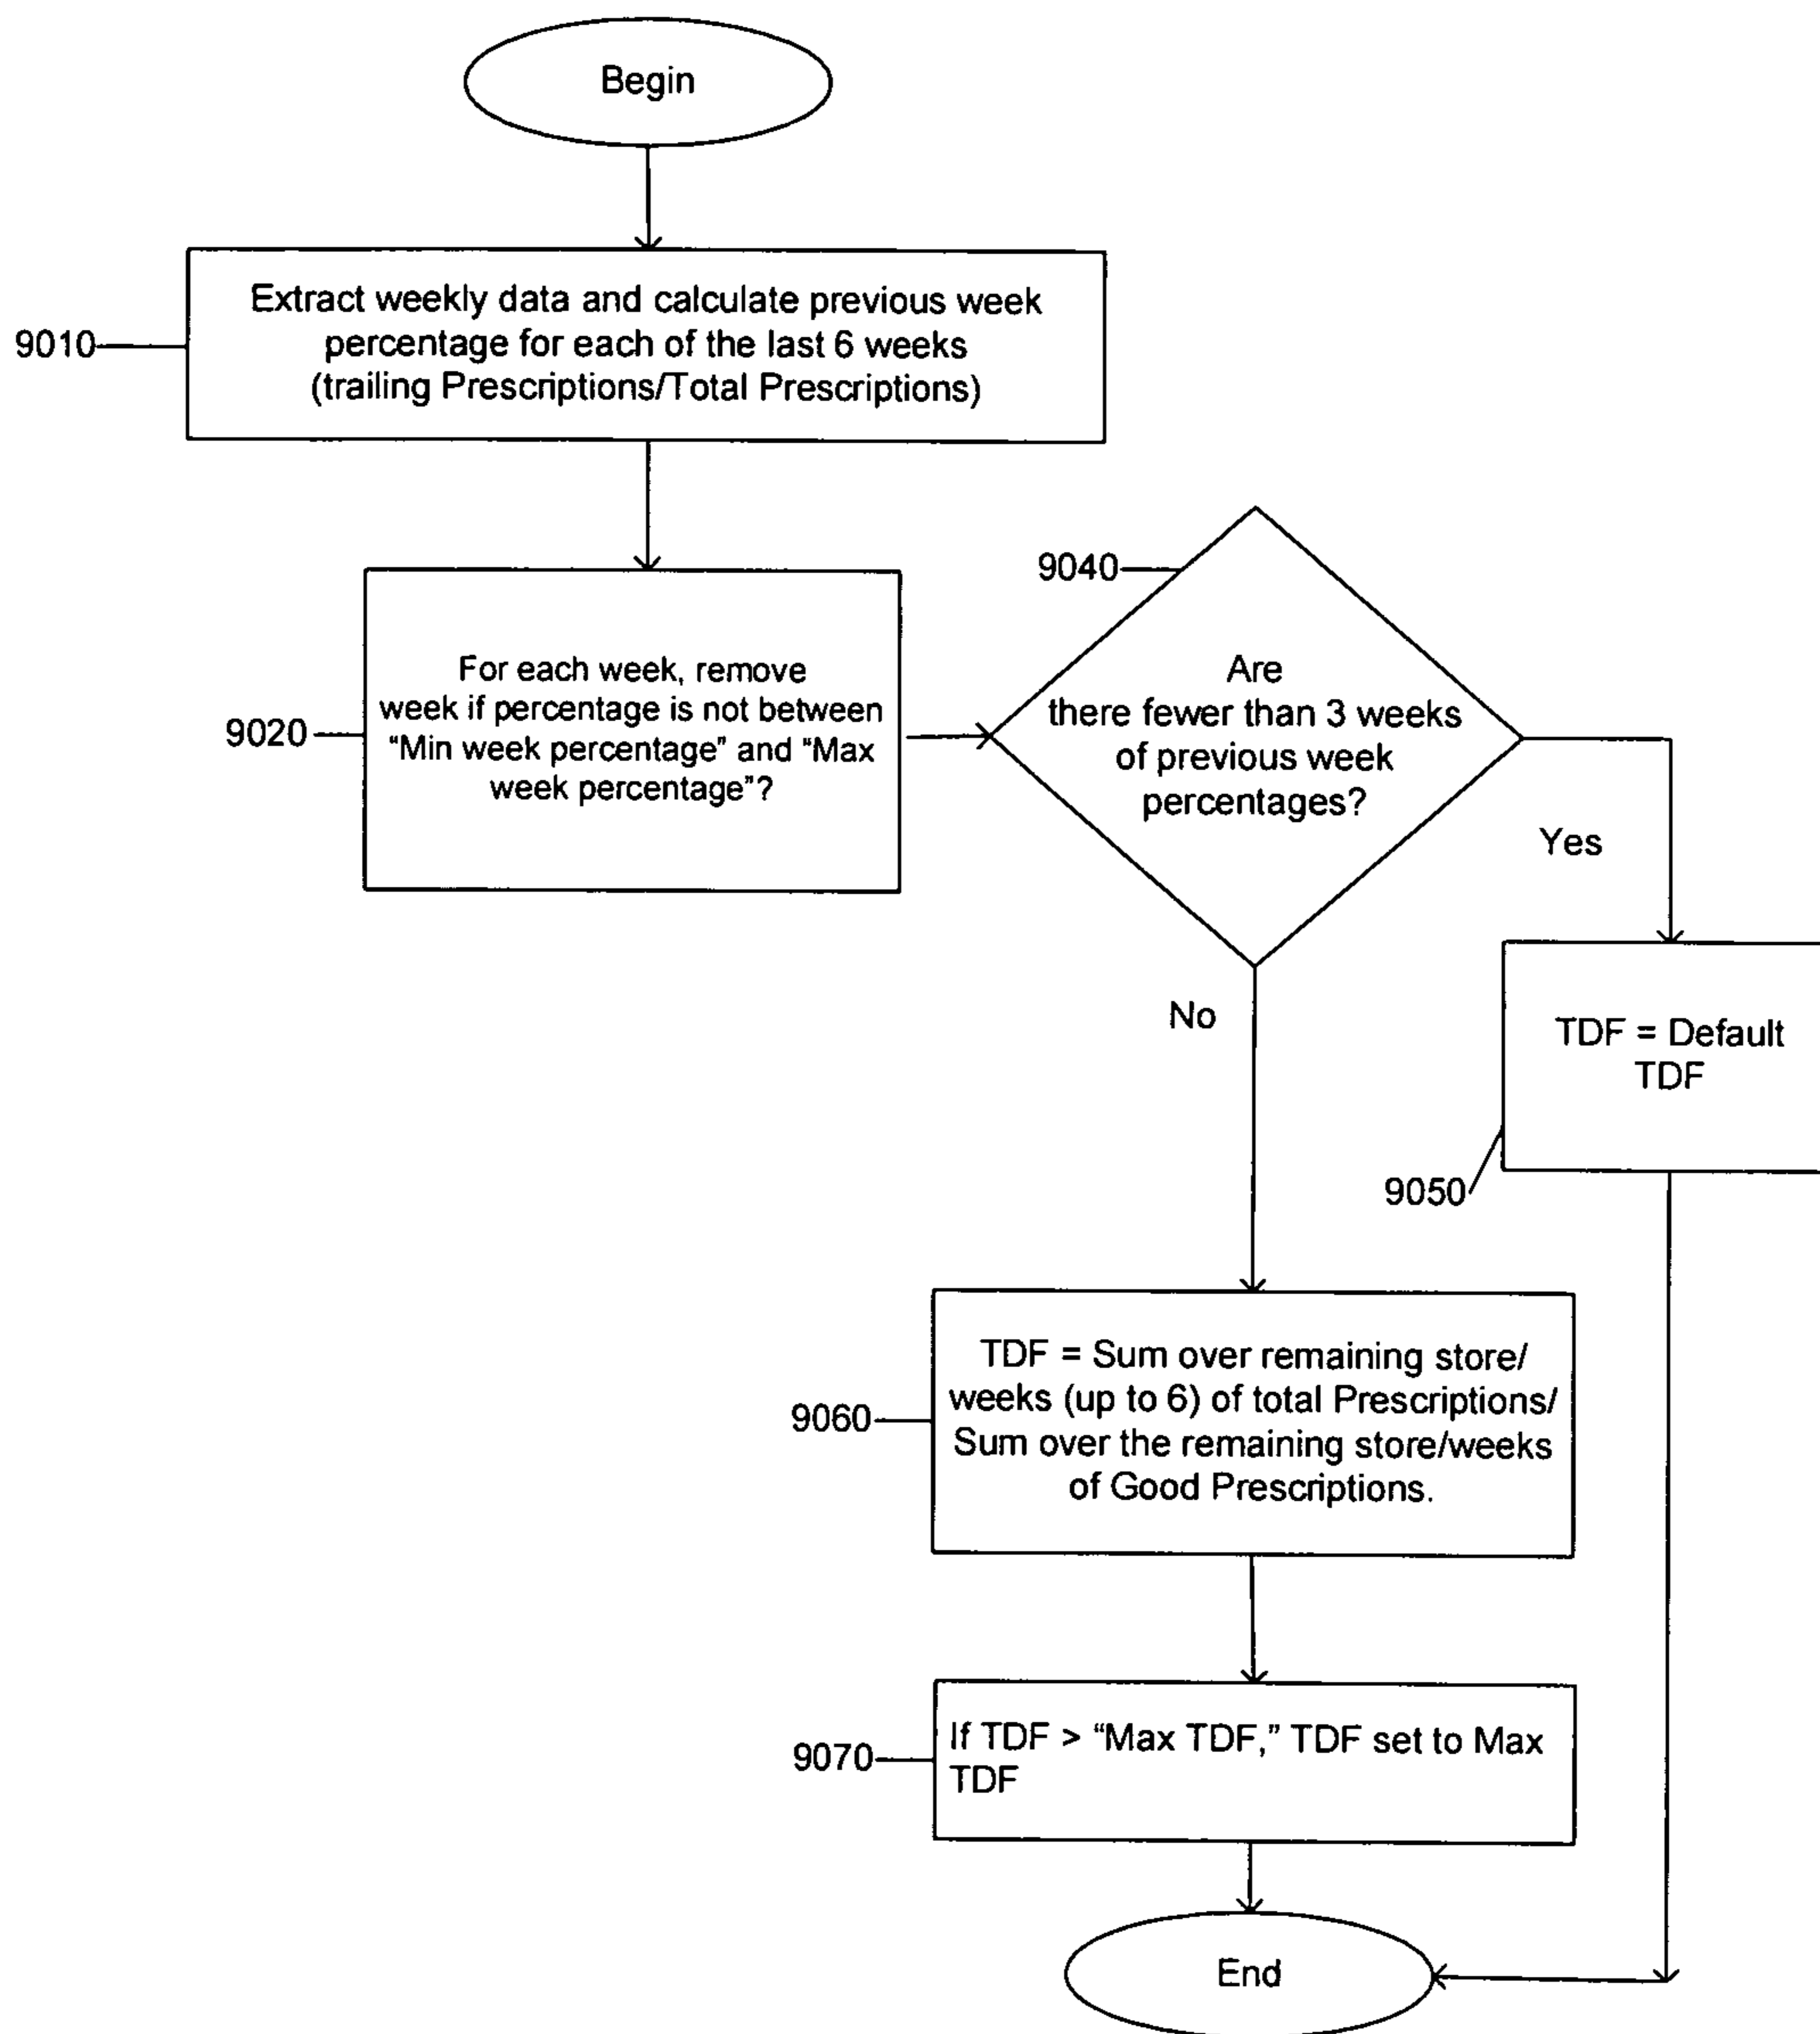 Begin
Extract weekly data and calculate previous week
percentage for each of the last 6 weeks
(trailing Prescriptions/Total Prescriptions)
9010
For each week, remove
week if percentage is not between
“Min week percentage” and “Max
week percentage”?
9020
9040
Are
there fewer than 3 weeks
of previous week
percentages?
Yes
No
TDF = Default
TDF
9050
TDF = Sum over remaining store/
weeks (up to 6) of total Prescriptions/
Sum over the remaining store/weeks
of Good Prescriptions.
9060
If TDF > “Max TDF,” TDF set to Max
TDF
9070
End